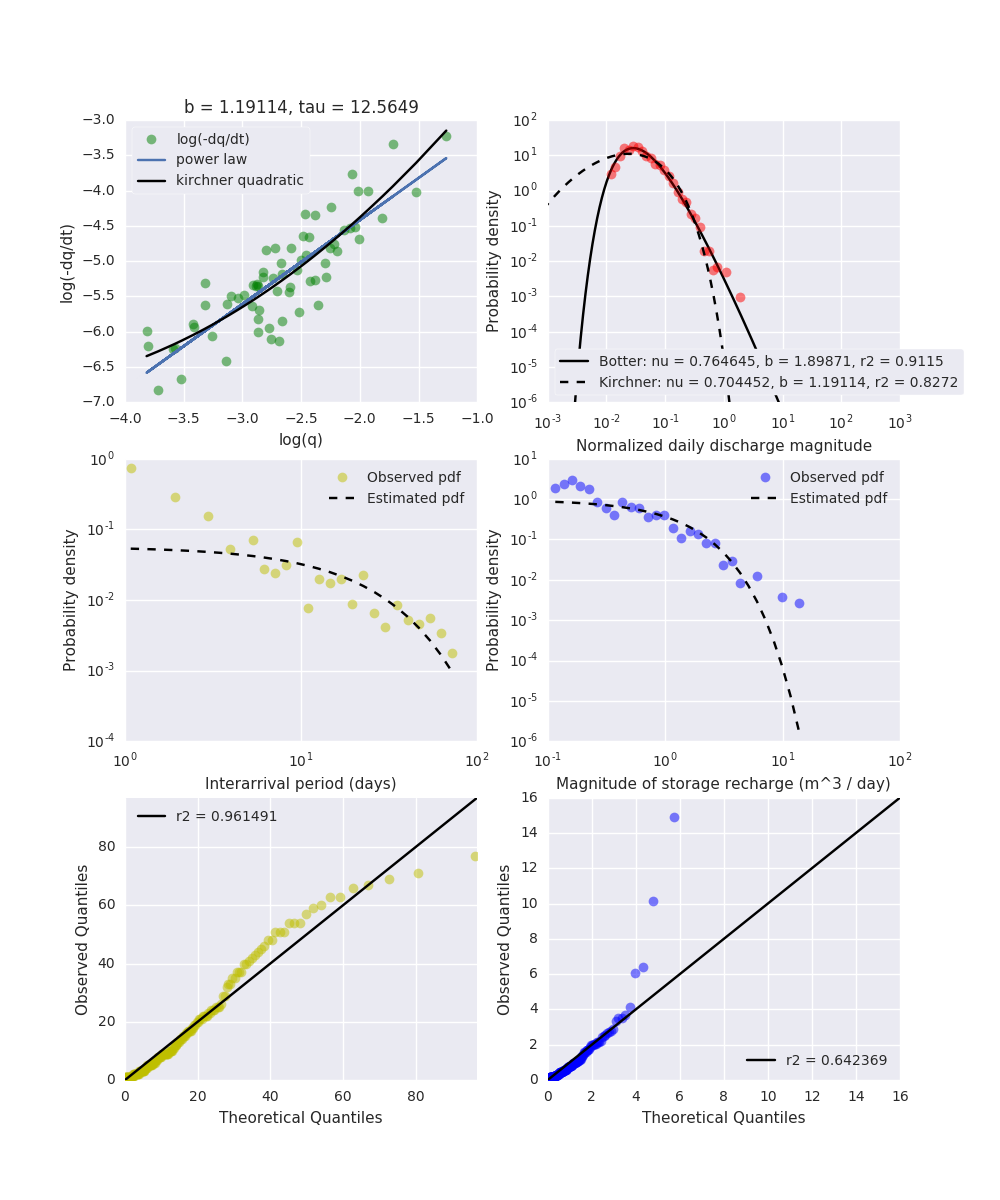 b = 1.19114, tau = 12.5649
−3.0
−3.5
−4.0
−4.5
−5.0
−5.5
−6.0
−6.5
−7.0
log(-dq/dt)
log(-dq/dt)
power law
kirchner quadratic
−4.0 −3.5 −3.0 −2.5 −2.0 −1.5 −1.0
log(q)
10^2
10^1
10^0
10^-1
10^-2
10^-3
10^-4
10^-5
10^-6
Probability density
Botter: nu = 0.764645, b = 1.89871, r2 = 0.9115
Kirchner: nu = 0.704452, b = 1.19114, r2 = 0.8272
10^-3 10^-2 10^-1 10^0 10^1 10^2 10^3
Normalized daily discharge magnitude
10^0
10^-1
10^-2
10^-3
10^-4
Probability density
Observed pdf
Estimated pdf
10^0 10^1 10^2
Interarrival period (days)
10^1
10^0
10^-1
10^-2
10^-3
10^-4
10^-5
10^-6
Probability density
Observed pdf
Estimated pdf
10^-1 10^0 10^1 10^2
Magnitude of storage recharge (m^3 / day)
80
60
40
20
0
Observed Quantiles
r2 = 0.961491
0 20 40 60 80
Theoretical Quantiles
16
14
12
10
8
6
4
2
0
Observed Quantiles
r2 = 0.642369
0 2 4 6 8 10 12 14 16
Theoretical Quantiles